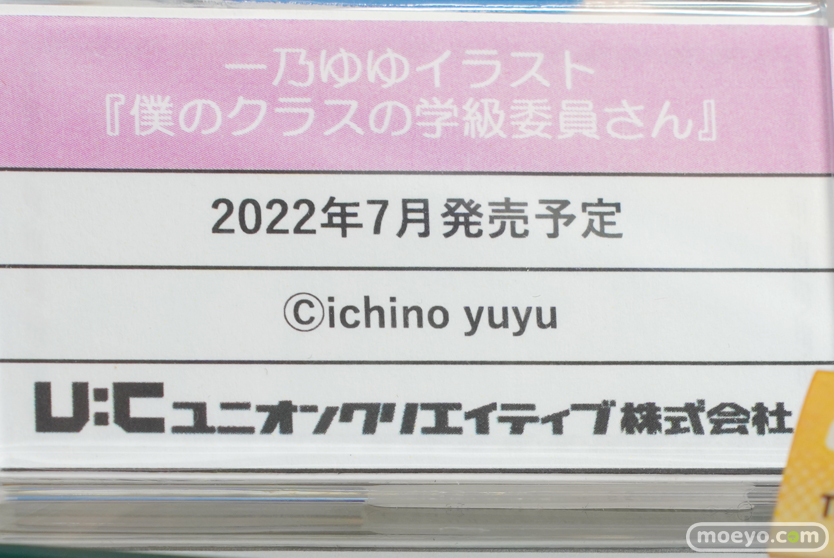 一乃ゆゆイラスト
『僕のクラスの学級委員さん』
2022年7月発売予定
©ichino yuyu
U:Cユニオンクリエイティブ株式会社
T
moeyo.com